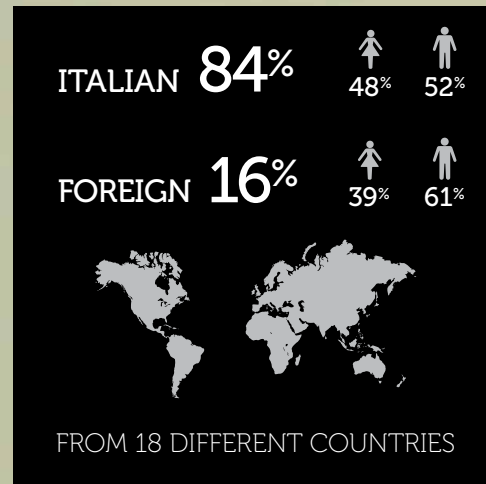 ITALIAN 84% 
48% 52%
FOREIGN 16%
39% 61%
FROM 18 DIFFERENT COUNTRIES